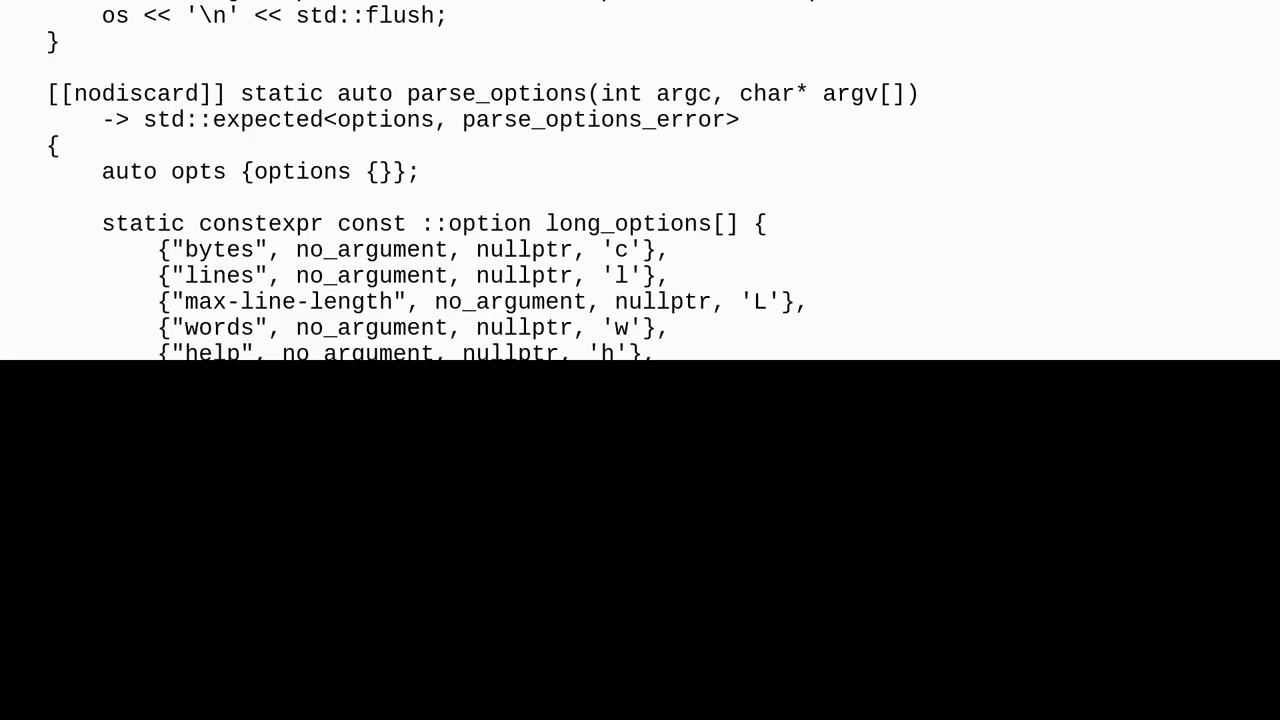 os << '\n' << std::flush;
}
[[nodiscard]] static auto parse_options(int argc, char* argv[])
-> std::expected<options, parse_options_error>
{
auto opts {options {}};
static constexpr const ::option long_options[] {
{"bytes", no_argument, nullptr, 'c'},
{"lines", no_argument, nullptr, 'l'},
{"max-line-length", no_argument, nullptr, 'L'},
{"words", no_argument, nullptr, 'w'},
{"help", no_argument, nullptr, 'h'},